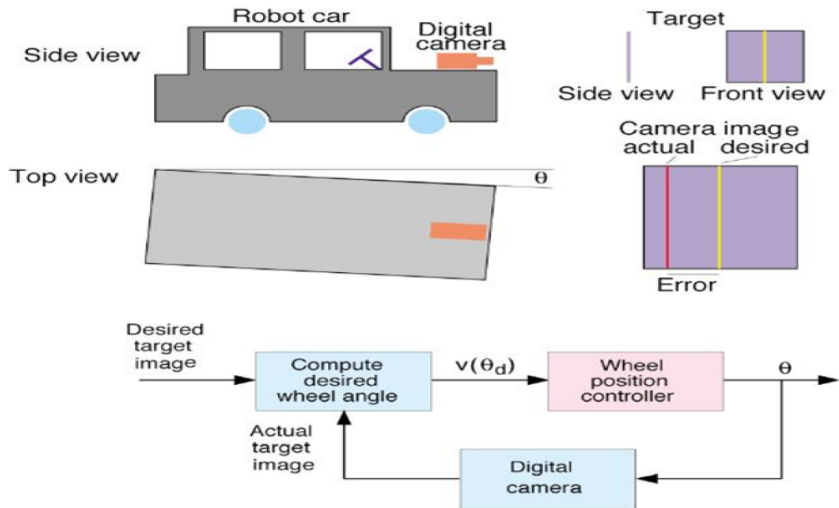 Robot car
Side view
Digital
camera
Target
Side view
Front view
Camera image
actual
desired
Top view
θ
Error
Desired
target
image
Compute
desired
wheel angle
v(θd)
Wheel
position
controller
θ
Actual
target
image
Digital
camera